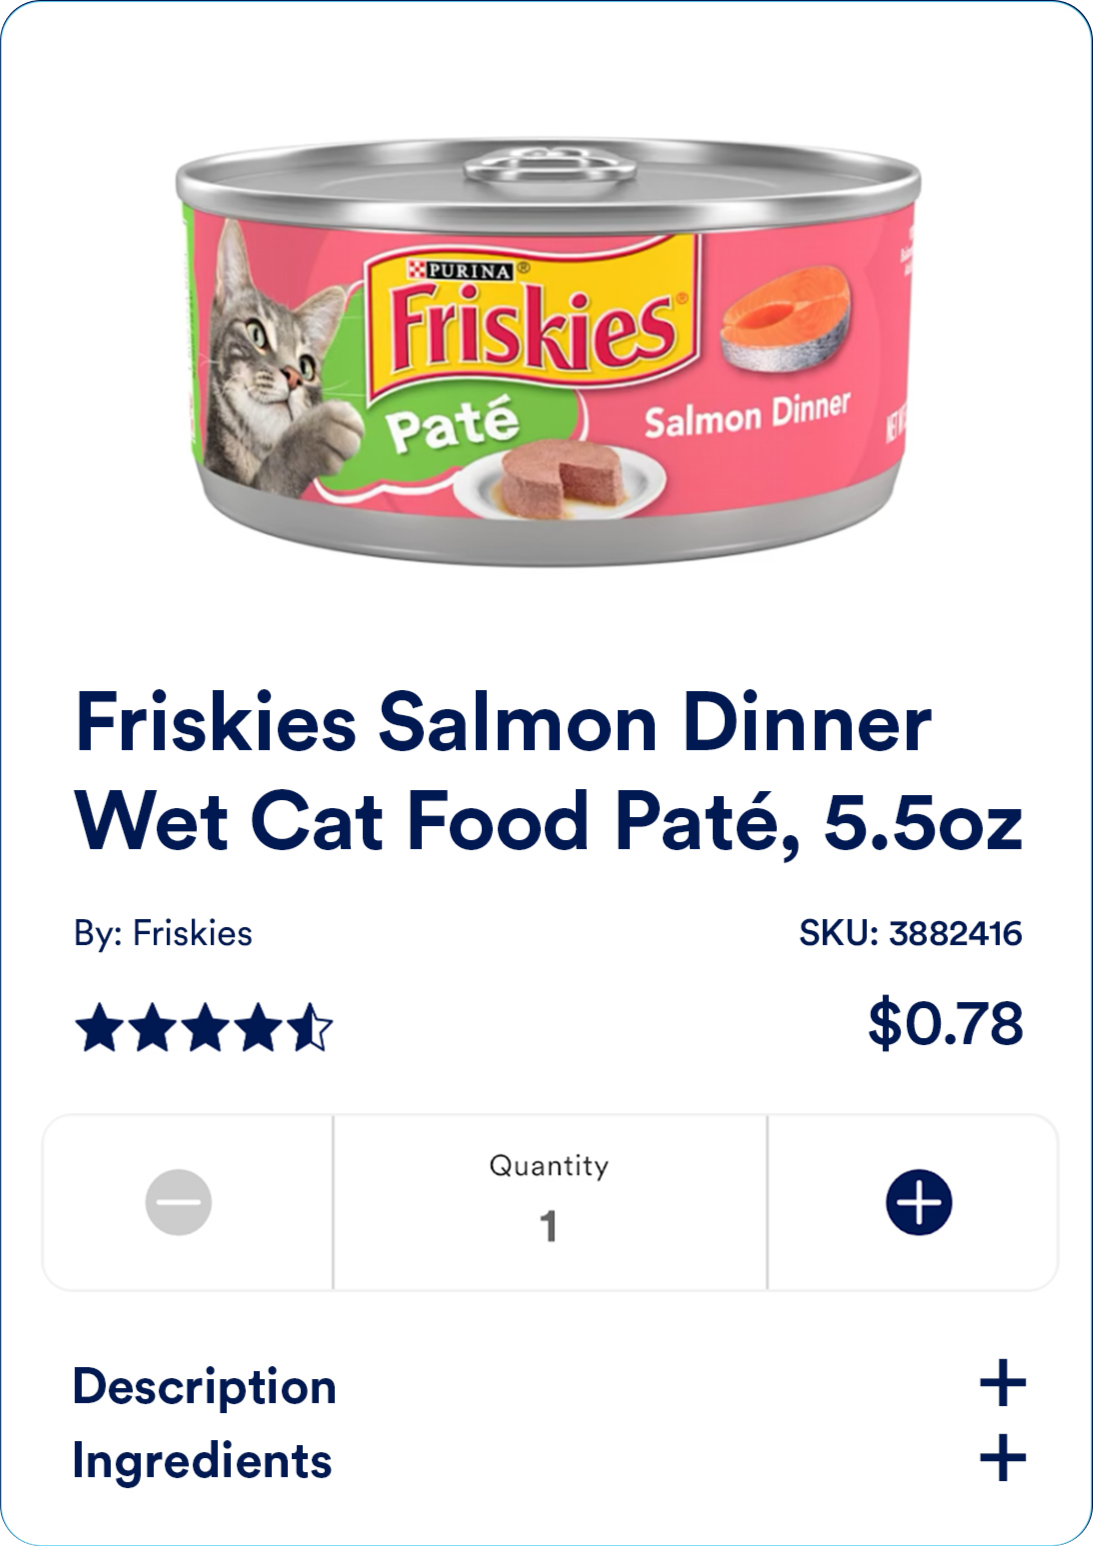 PURINA®
Friskies®
Paté
Salmon Dinner
Friskies Salmon Dinner
Wet Cat Food Paté, 5.5oz
By: Friskies
SKU: 3882416
$0.78
Quantity
1
Description
Ingredients